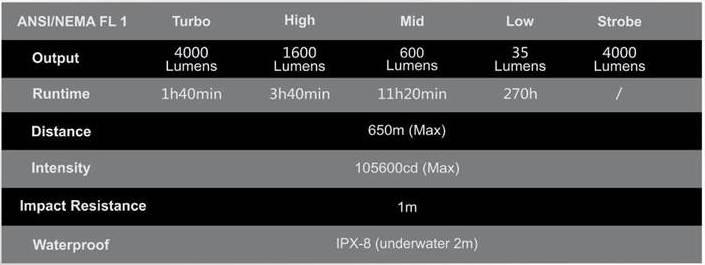 ANSI/NEMA FL 1 Turbo High Mid Low Strobe
Output 4000 Lumens 1600 Lumens 600 Lumens 35 Lumens 4000 Lumens
Runtime 1h40min 3h40min 11h20min 270h /
Distance 650m (Max)
Intensity 105600cd (Max)
Impact Resistance 1m
Waterproof IPX-8 (underwater 2m)